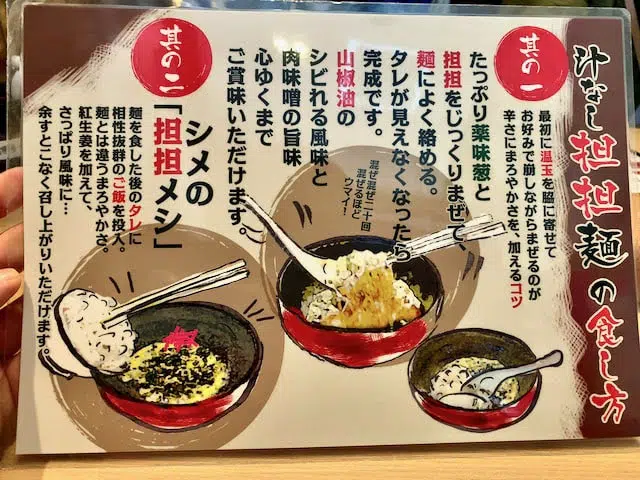 汁なし担担麺の食し方
其の一
最初に温玉を脇に寄せて
お好みで崩しながらまぜるのが
辛さにまろやかさを、加えるコツ
たっぷり薬味葱と
担担をじっくりまぜて、
麺によく絡める。
タレが見えなくなったら
完成です。
山椒油の
シビれる風味と
肉味噌の旨味
心ゆくまで
ご賞味いただけます。
混ぜ混ぜ二十回
混ぜるほど
ウマイ!
其の二
シメの
「担担メシ」
麺を食した後のタレに
相性抜群のご飯を投入。
麺とは違うまろやかさ。
紅生姜を加えて、
さっぱり風味に…
余すとこなく召し上がりいただけます。